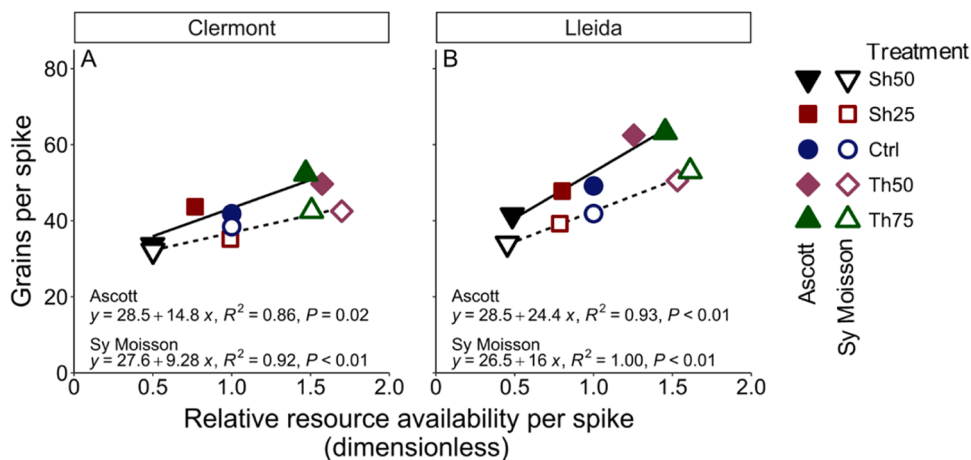 Clermont
Lleida
Treatment
A
B
Sh50
Sh25
Ctrl
Th50
Th75
Ascott
Sy Moisson
Grains per spike
80
60
40
20
0
Ascott
y = 28.5 + 14.8 x, R² = 0.86, P = 0.02
Sy Moisson
y = 27.6 + 9.28 x, R² = 0.92, P < 0.01
Ascott
y = 28.5 + 24.4 x, R² = 0.93, P < 0.01
Sy Moisson
y = 26.5 + 16 x, R² = 1.00, P < 0.01
0.5 1.0 1.5 2.0
0.5 1.0 1.5 2.0
Relative resource availability per spike
(dimensionless)